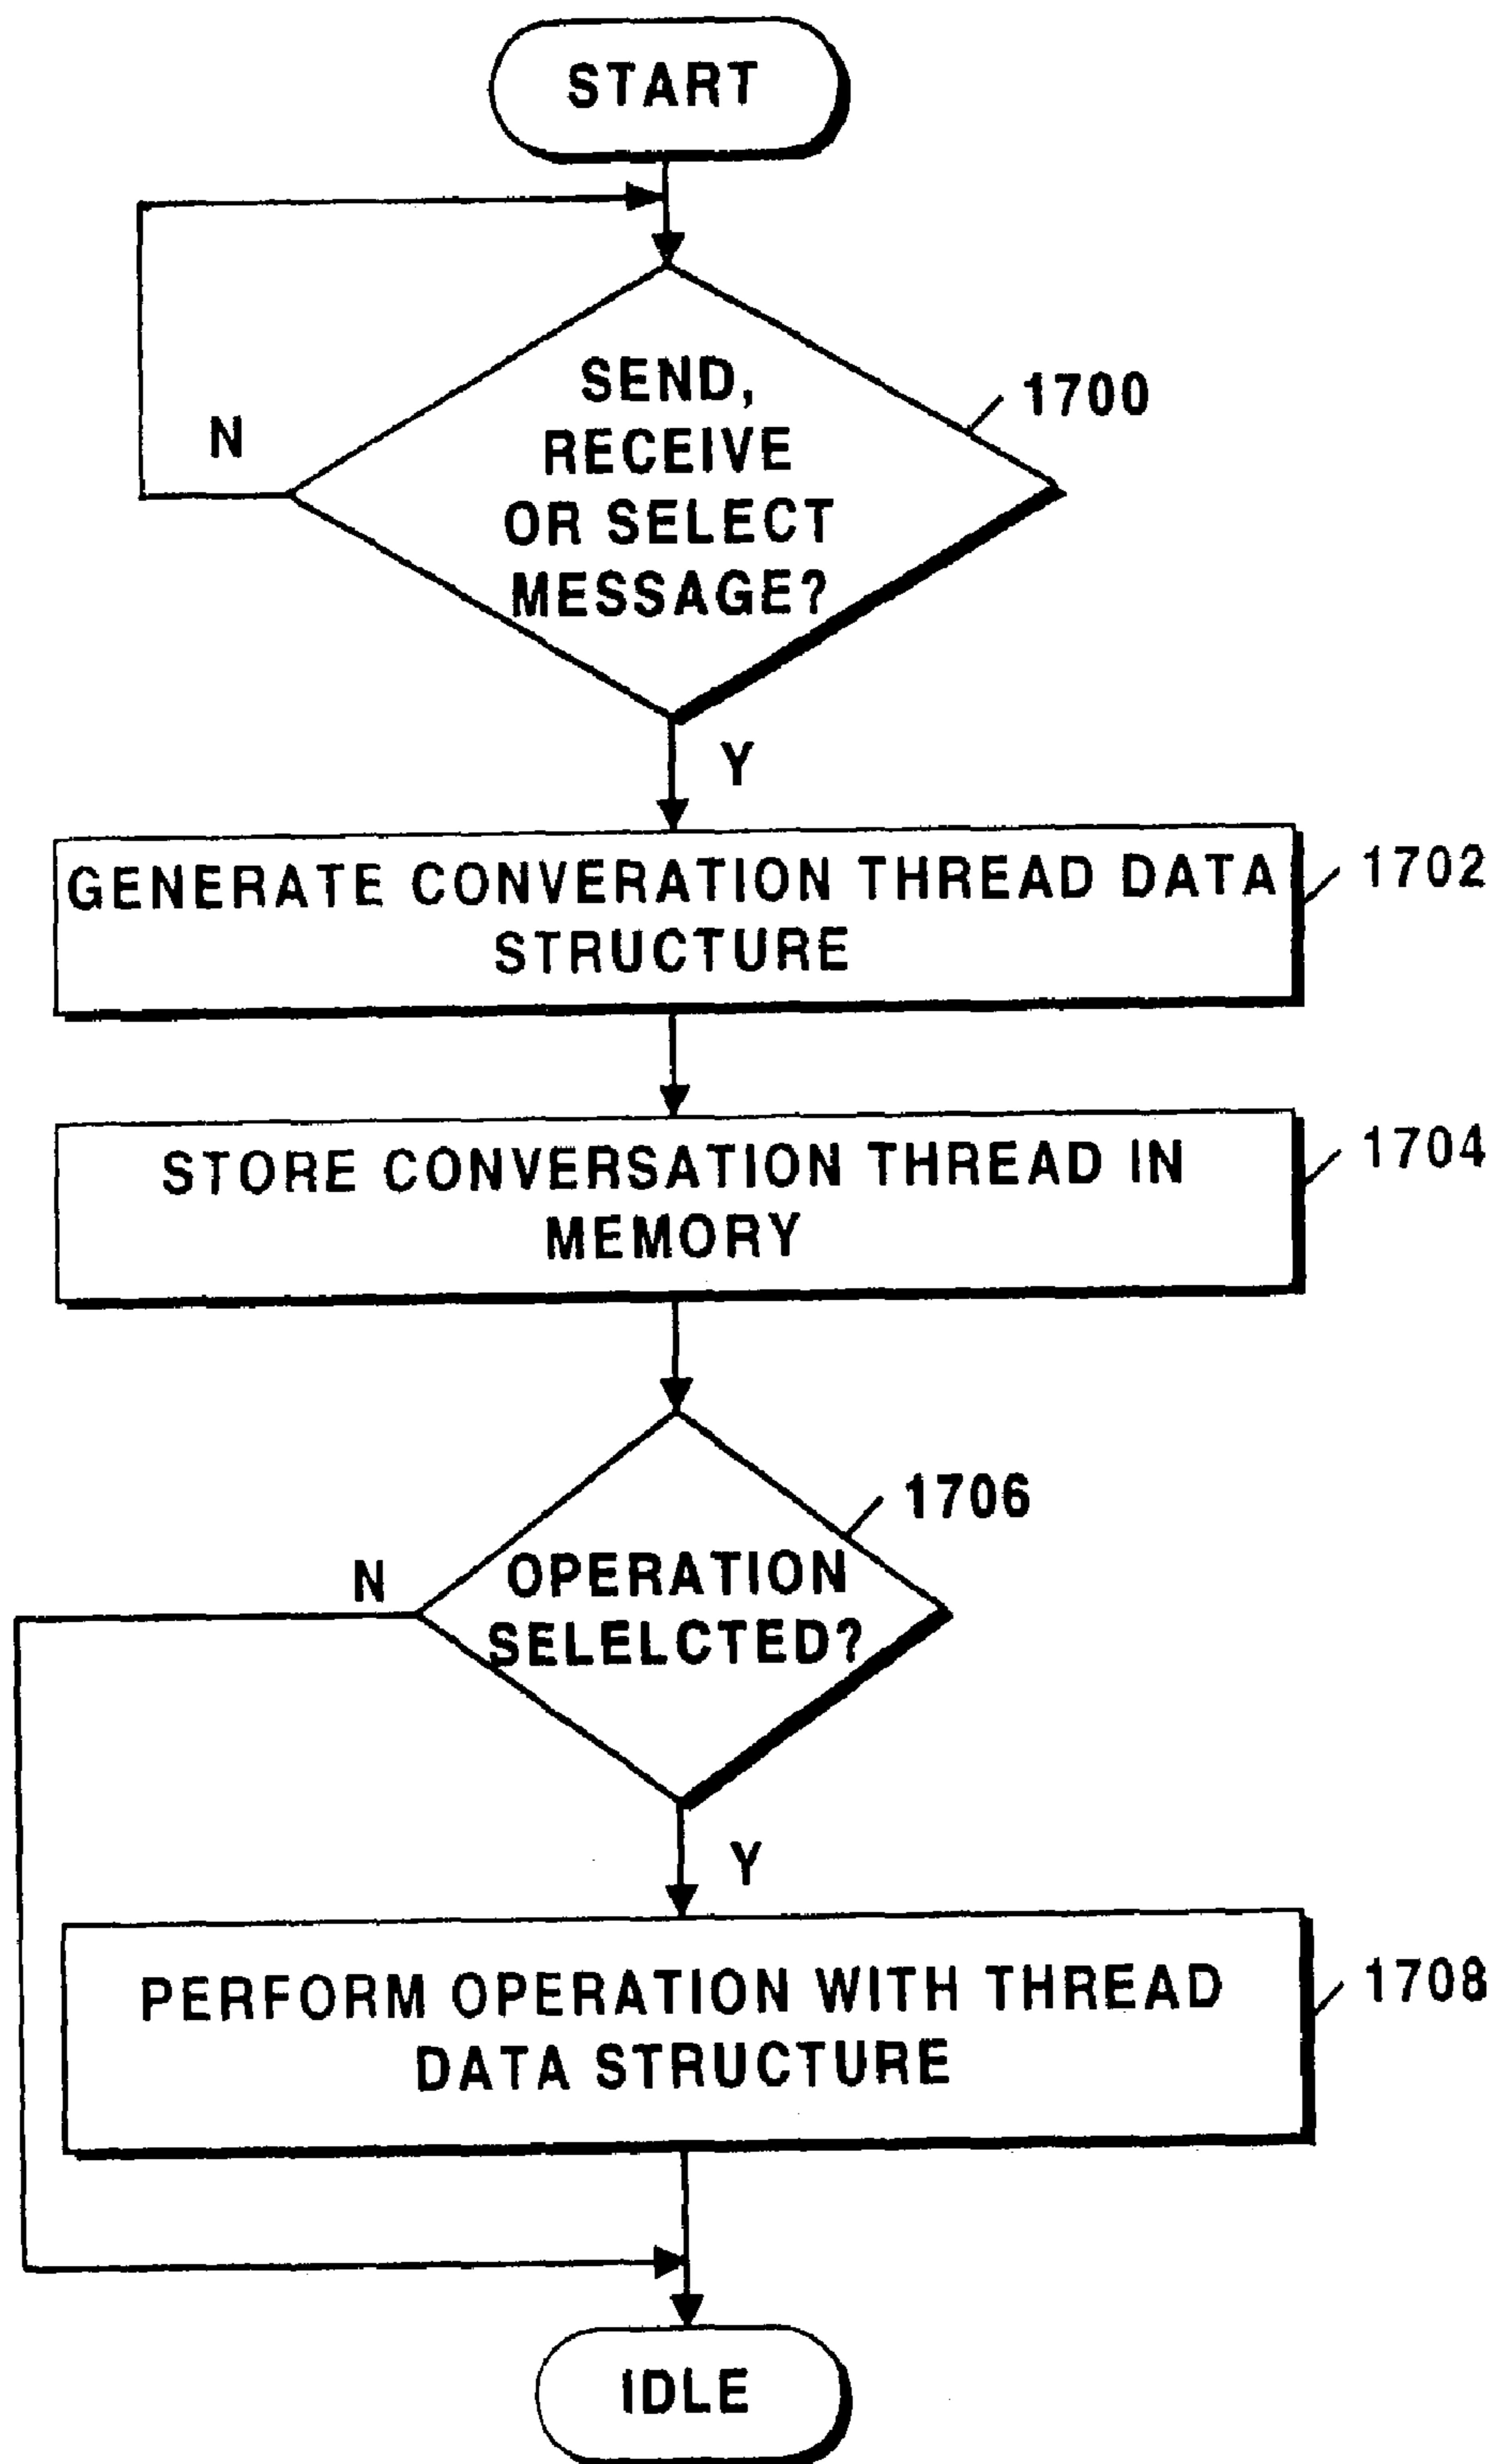 START
SEND,
RECEIVE
OR SELECT
MESSAGE?
1700
N
Y
GENERATE CONVERATION THREAD DATA
STRUCTURE
1702
STORE CONVERSATION THREAD IN
MEMORY
1704
1706
N
OPERATION
SELELCTED?
Y
PERFORM OPERATION WITH THREAD
DATA STRUCTURE
1708
IDLE